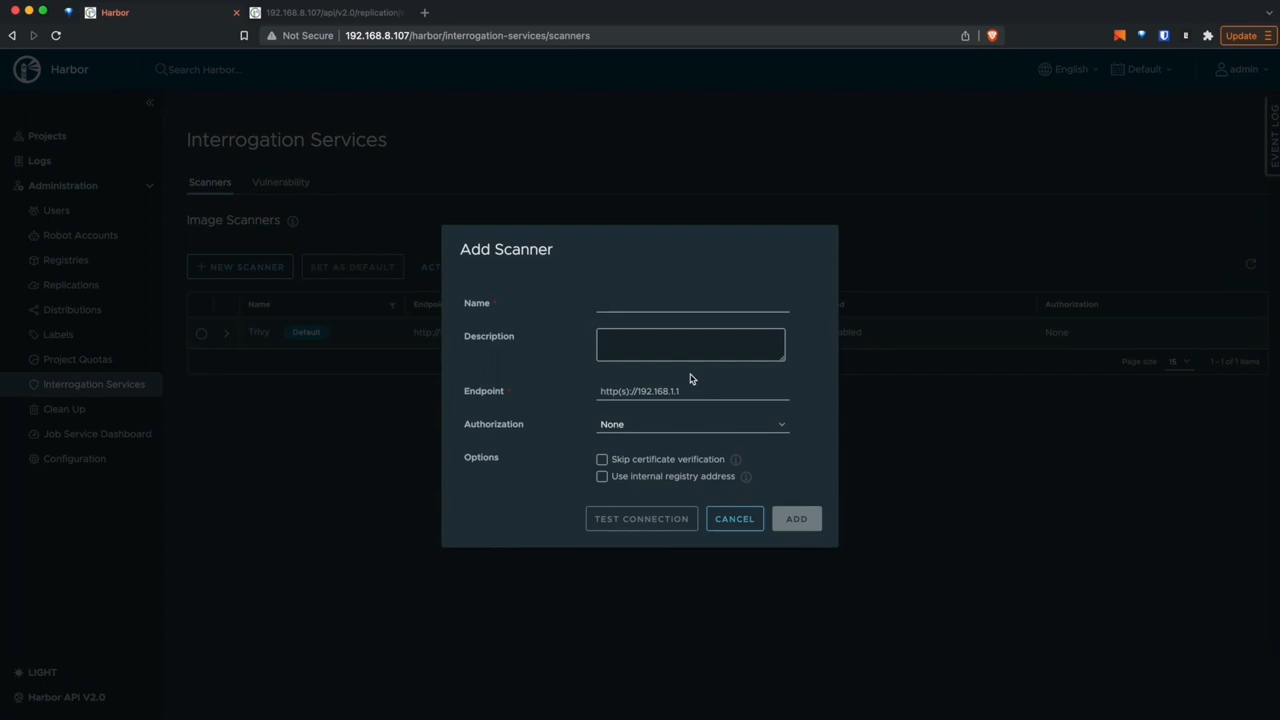 Harbor
192.168.8.107/api/v2.0/replication/
Not Secure 192.168.8.107/harbor/interrogation-services/scanners
Update
Harbor
Search Harbor...
English
Default
admin
EVENT LOG
Projects
Logs
Administration
Users
Robot Accounts
Registries
Replications
Distributions
Labels
Project Quotas
Interrogation Services
Clean Up
Job Service Dashboard
Configuration
LIGHT
Harbor API V2.0
Interrogation Services
Scanners Vulnerability
Image Scanners
+ NEW SCANNER SET AS DEFAULT ACT
Name Endpoi Authorization
Trivy Default http:/ None
Page size 15 1 - 1 of 1 items
Add Scanner
Name *
Description
Endpoint * http(s)://192.168.1.1
Authorization None
Options Skip certificate verification
Use internal registry address
TEST CONNECTION CANCEL ADD